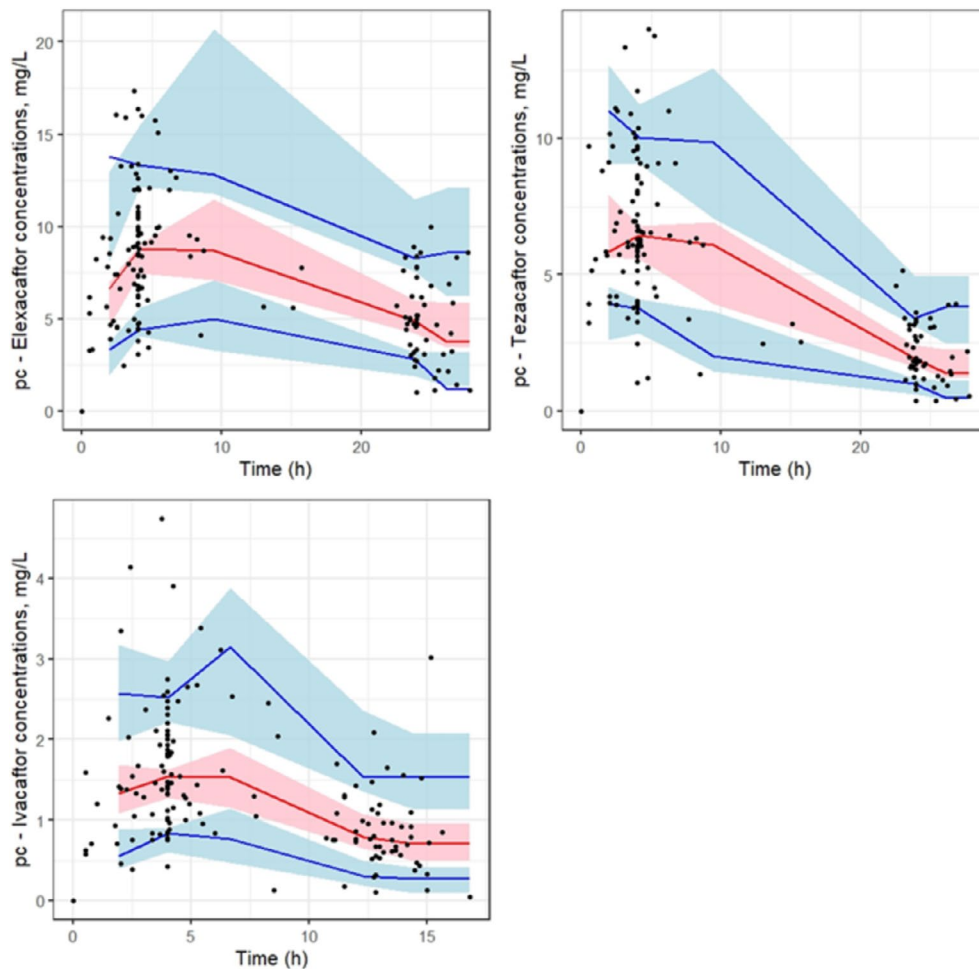 pc - Elexacaftor concentrations, mg/L
20
15
10
5
0
0 10 20
Time (h)
pc - Tezacaftor concentrations, mg/L
10
5
0
0 10 20
Time (h)
pc - Ivacaftor concentrations, mg/L
4
3
2
1
0
0 5 10 15
Time (h)